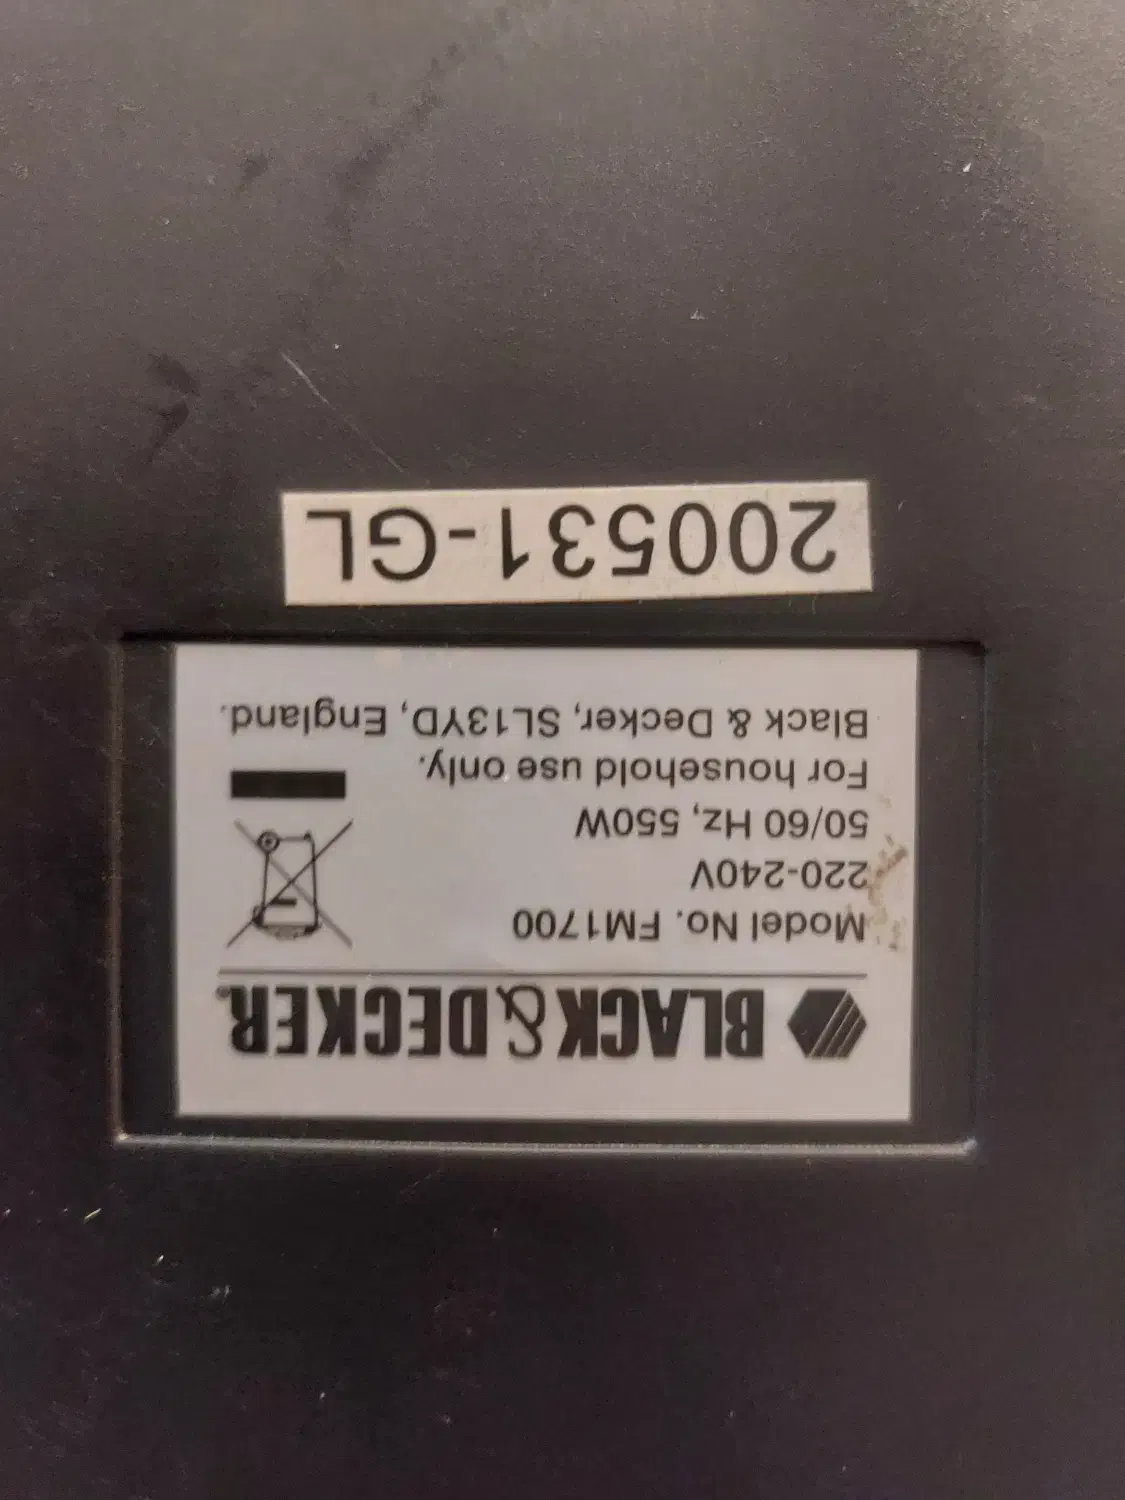 BLACK&DECKER®
Model No. FM1700
220-240V
50/60 Hz, 550W
For household use only.
Black & Decker, SL13YD, England.
200531-GL